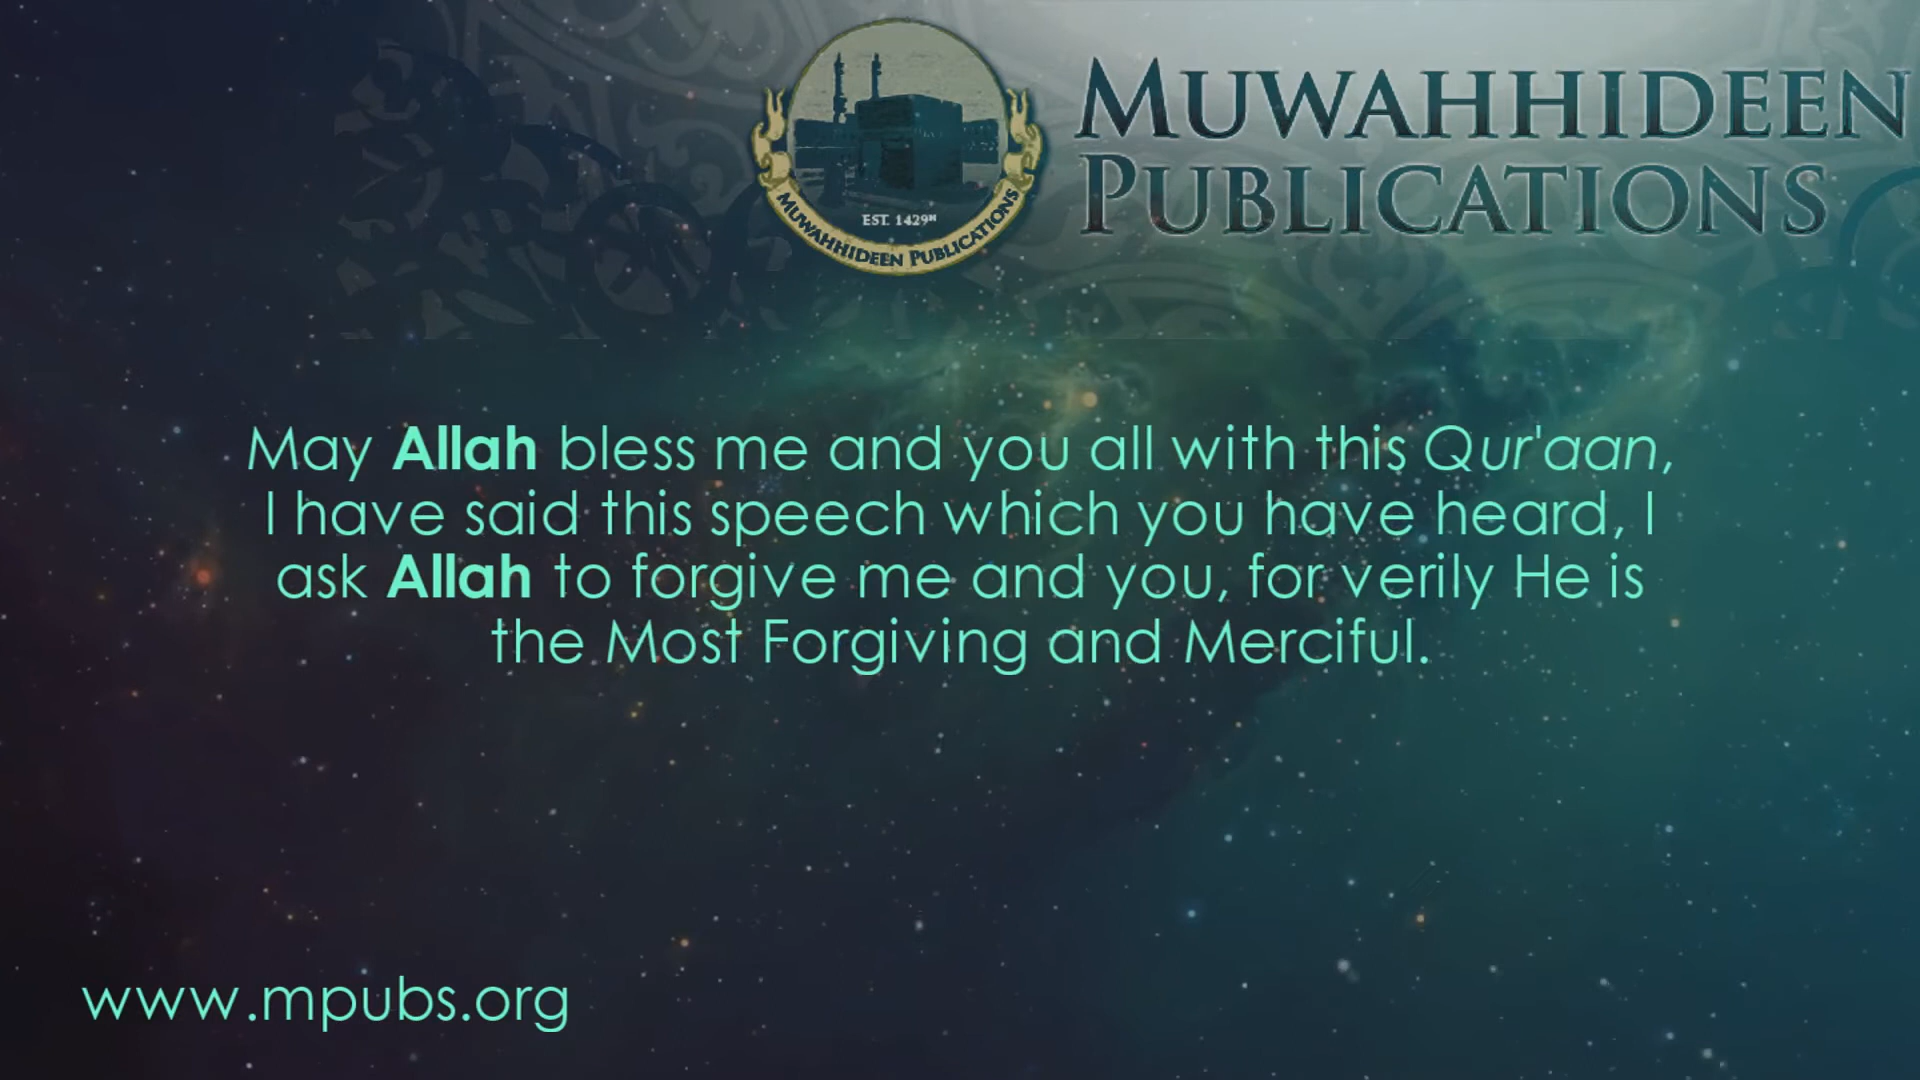 MUWAHHIDEEN
PUBLICATIONS
EST. 1429H
MUWAHHIDEEN PUBLICATIONS
May Allah bless me and you all with this Qur'aan,
I have said this speech which you have heard, I
ask Allah to forgive me and you, for verily He is
the Most Forgiving and Merciful.
www.mpubs.org